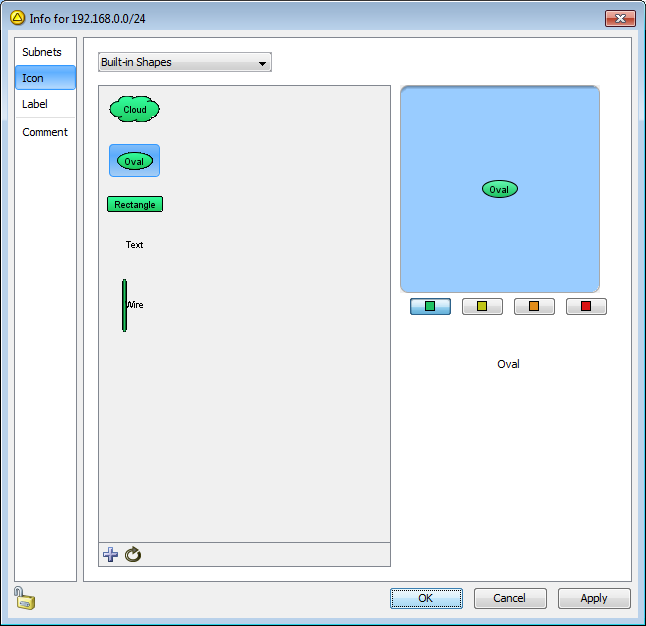 Info for 192.168.0.0/24
Subnets
Icon
Label
Comment
Built-in Shapes
Cloud
Oval
Rectangle
Text
Wire
Oval
Oval
OK
Cancel
Apply